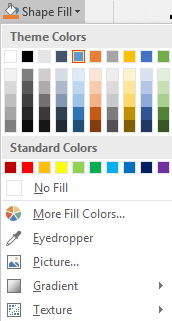 Shape Fill
Theme Colors
Standard Colors
No Fill
More Fill Colors...
Eyedropper
Picture...
Gradient
Texture